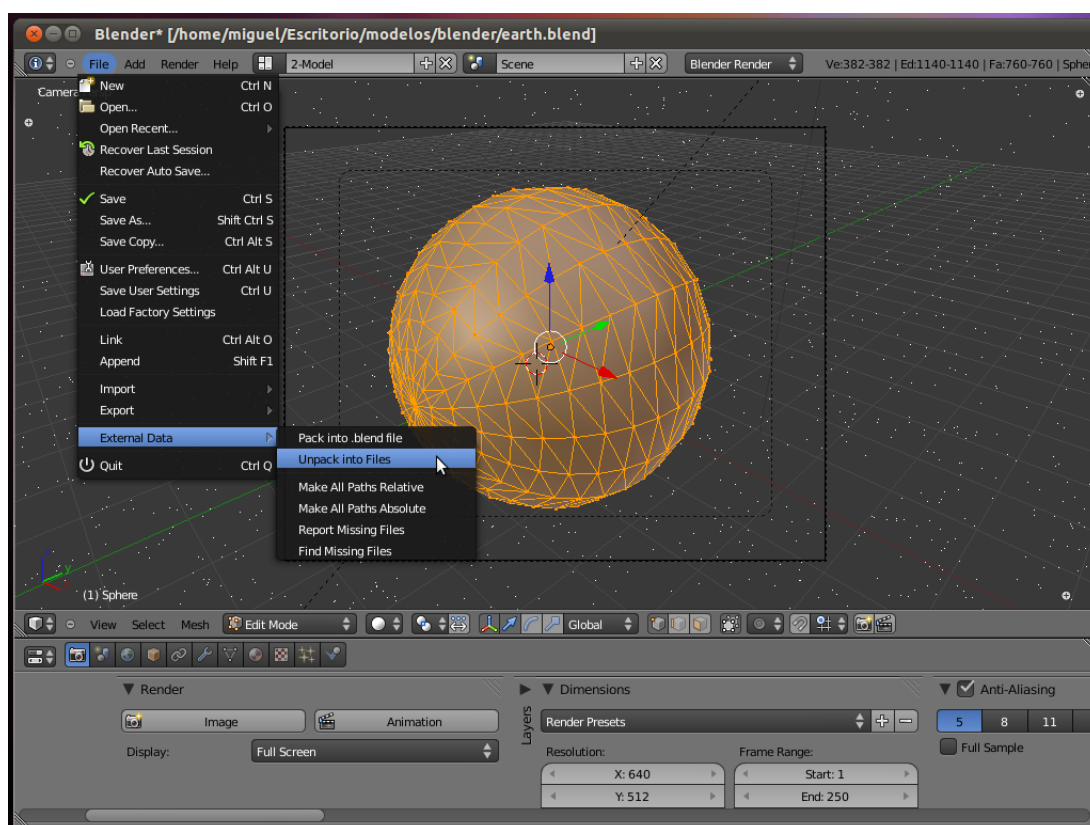 Blender* [/home/miguel/Escritorio/modelos/blender/earth.blend]
File Add Render Help 2-Model Scene Blender Render Ve:382-382 | Ed:1140-1140 | Fa:760-760 | Sphe
Camera
New Ctrl N
Open... Ctrl O
Open Recent...
Recover Last Session
Recover Auto Save...
Save Ctrl S
Save As... Shift Ctrl S
Save Copy... Ctrl Alt S
User Preferences... Ctrl Alt U
Save User Settings Ctrl U
Load Factory Settings
Link Ctrl Alt O
Append Shift F1
Import
Export
External Data
Quit Ctrl Q
Pack into .blend file
Unpack into Files
Make All Paths Relative
Make All Paths Absolute
Report Missing Files
Find Missing Files
y
(1) Sphere
View Select Mesh Edit Mode Global
Render
Image Animation
Display: Full Screen
Layers
Dimensions
Render Presets
Resolution: Frame Range:
X: 640 Start: 1
Y: 512 End: 250
Anti-Aliasing
5 8 11
Full Sample